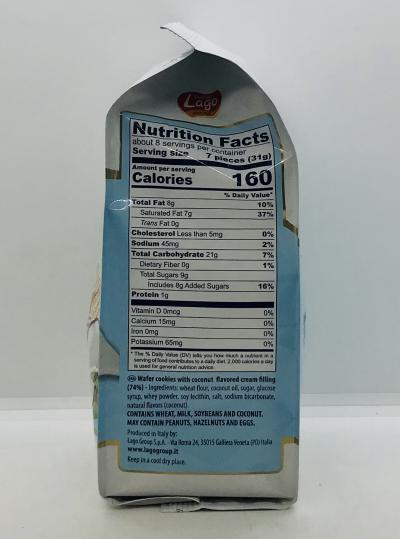 Lago
Nutrition Facts
about 8 servings per container
Serving size 7 pieces (31g)
Amount per serving
Calories 160
% Daily Value*
Total Fat 8g 10%
Saturated Fat 7g 37%
Trans Fat 0g
Cholesterol Less than 5mg 0%
Sodium 45mg 2%
Total Carbohydrate 21g 7%
Dietary Fiber 0g 1%
Total Sugars 9g
Includes 8g Added Sugars 16%
Protein 1g
Vitamin D 0mcg 0%
Calcium 15mg 0%
Iron 0mg 0%
Potassium 65mg 0%
* The % Daily Value (DV) tells you how much a nutrient in a
serving of food contributes to a daily diet. 2,000 calories a day
is used for general nutrition advice.
Wafer cookies with coconut flavored cream filling
(74%) - Ingredients: wheat flour, coconut oil, sugar, glucose
syrup, whey powder, soy lecithin, salt, sodium bicarbonate,
natural flavors (coconut).
CONTAINS WHEAT, MILK, SOYBEANS AND COCONUT.
MAY CONTAIN PEANUTS, HAZELNUTS AND EGGS.
Produced in Italy by:
Lago Group S.p.A. - Via Roma 24, 35015 Galliera Veneta (PD) Italia
www.lagogroup.it
Keep in a cool dry place.